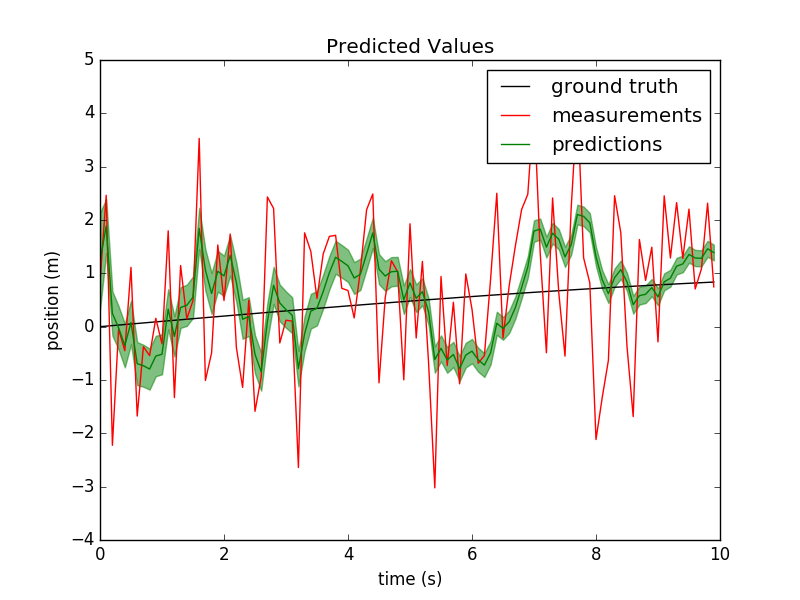 Predicted Values
ground truth
measurements
predictions
position (m)
5
4
3
2
1
0
−1
−2
−3
−4
0 2 4 6 8 10
time (s)